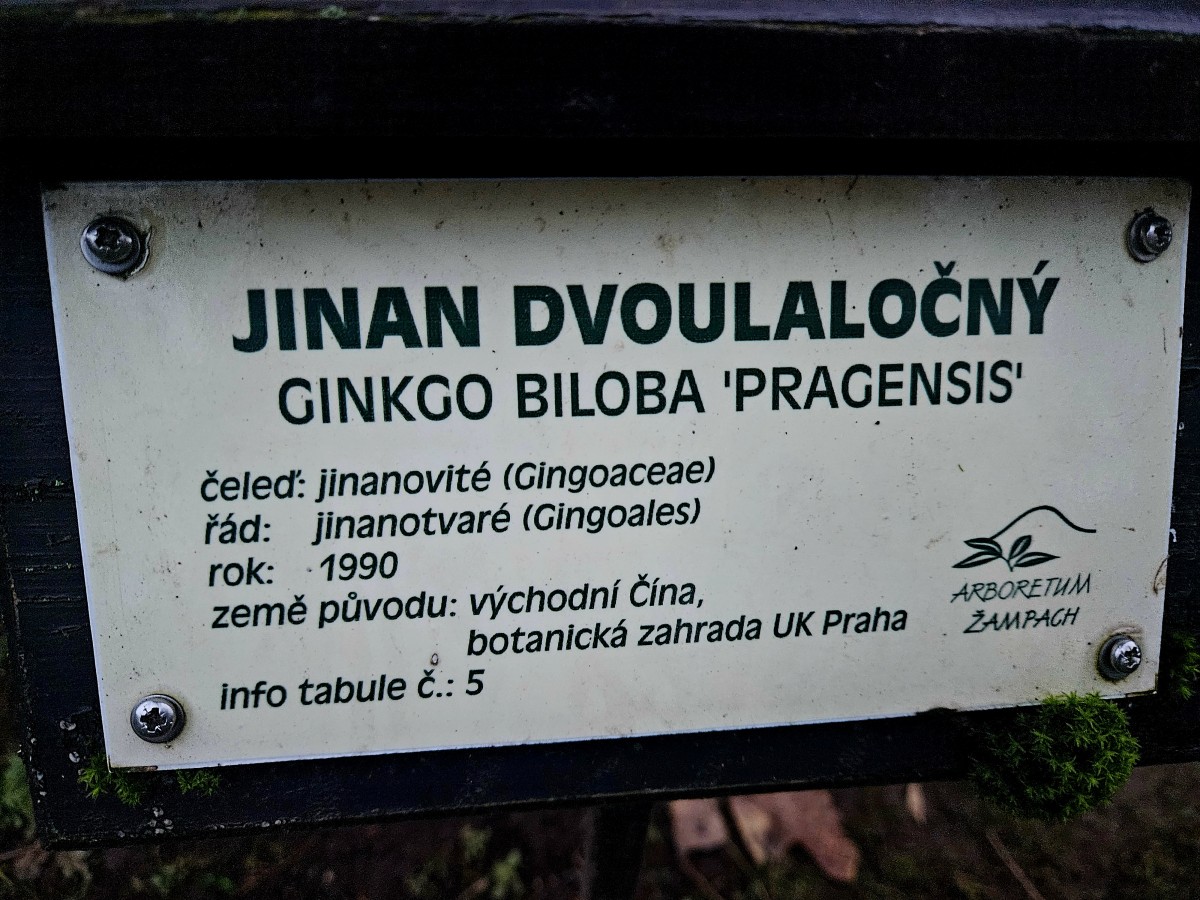 JINAN DVOULALOČNÝ
GINKGO BILOBA 'PRAGENSIS'
čeleď: jinanovité (Gingoaceae)
řád: jinanotvaré (Gingoales)
rok: 1990
země původu: východní Čína,
botanická zahrada UK Praha
info tabule č.: 5
ARBORETUM
ŽAMPACH